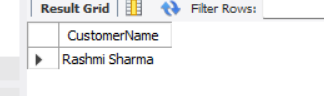 Result Grid Filter Rows:
CustomerName
Rashmi Sharma